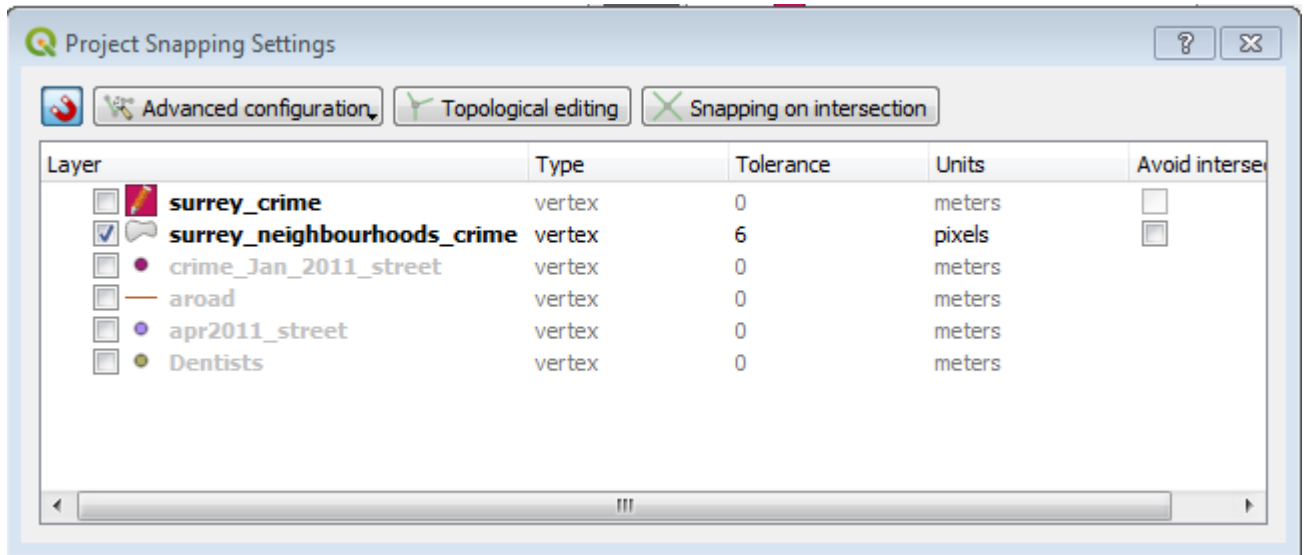 Project Snapping Settings
Advanced configuration Topological editing Snapping on intersection
Layer Type Tolerance Units Avoid intersec
surrey_crime vertex 0 meters
surrey_neighbourhoods_crime vertex 6 pixels
crime_Jan_2011_street vertex 0 meters
aroad vertex 0 meters
apr2011_street vertex 0 meters
Dentists vertex 0 meters